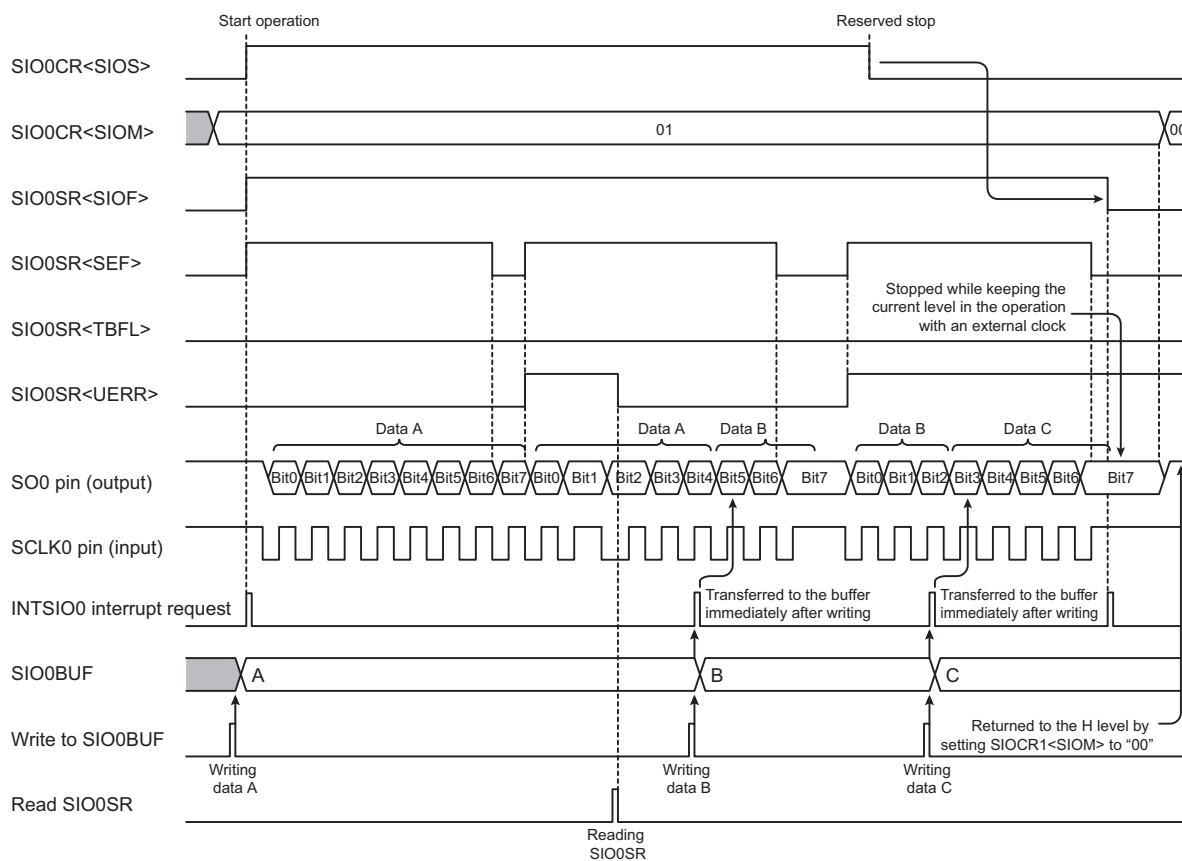 Start operation
Reserved stop
SIO0CR<SIOS>
SIO0CR<SIOM>
01
00
SIO0SR<SIOF>
SIO0SR<SEF>
Stopped while keeping the
current level in the operation
with an external clock
SIO0SR<TBFL>
SIO0SR<UERR>
Data A
Data A
Data B
Data B
Data C
SO0 pin (output)
Bit0 Bit1 Bit2 Bit3 Bit4 Bit5 Bit6 Bit7 Bit0 Bit1 Bit2 Bit3 Bit4 Bit5 Bit6 Bit7 Bit0 Bit1 Bit2 Bit3 Bit4 Bit5 Bit6 Bit7
SCLK0 pin (input)
INTSIO0 interrupt request
Transferred to the buffer
immediately after writing
Transferred to the buffer
immediately after writing
SIO0BUF
A
B
C
Write to SIO0BUF
Returned to the H level by
setting SIOCR1<SIOM> to “00”
Writing
data A
Writing
data B
Writing
data C
Read SIO0SR
Reading
SIO0SR